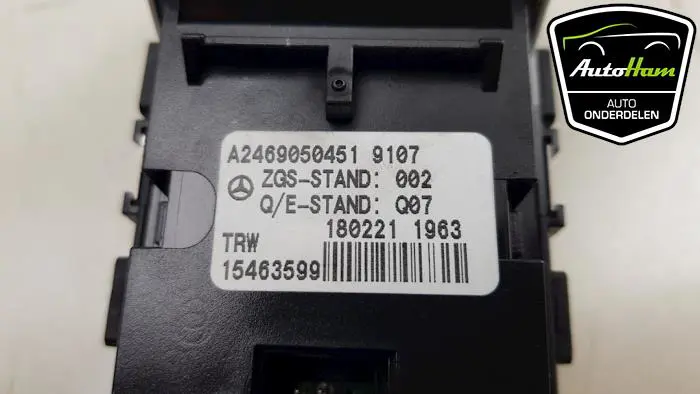 AutoHam
AUTO
ONDERDELEN
A2469050451 9107
ZGS-STAND: 002
Q/E-STAND: Q07
180221 1963
TRW
15463599